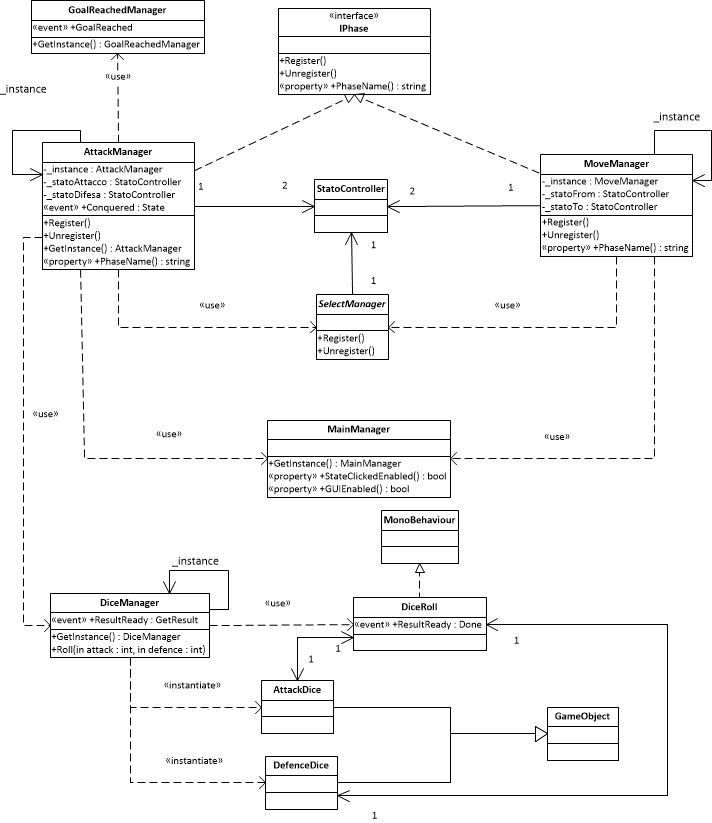 GoalReachedManager
«event» +GoalReached
+GetInstance() : GoalReachedManager
«interface»
IPhase
+Register()
+Unregister()
«property» +PhaseName() : string
«use»
_instance
_instance
AttackManager
-_instance : AttackManager
-_statoAttacco : StatoController
-_statoDifesa : StatoController
«event» +Conquered : State
+Register()
+Unregister()
+GetInstance() : AttackManager
«property» +PhaseName() : string
1
2
StatoController
2
1
MoveManager
-_instance : MoveManager
-_statoFrom : StatoController
-_statoTo : StatoController
+Register()
+Unregister()
«property» +PhaseName() : string
1
1
«use»
SelectManager
+Register()
+Unregister()
«use»
«use»
«use»
MainManager
+GetInstance() : MainManager
«property» +StateClickedEnabled() : bool
«property» +GUIEnabled() : bool
«use»
MonoBehaviour
_instance
DiceManager
«event» +ResultReady : GetResult
+GetInstance() : DiceManager
+Roll(in attack : int, in defence : int)
«use»
DiceRoll
«event» +ResultReady : Done
1
1
1
«instantiate»
AttackDice
GameObject
«instantiate»
DefenceDice
1